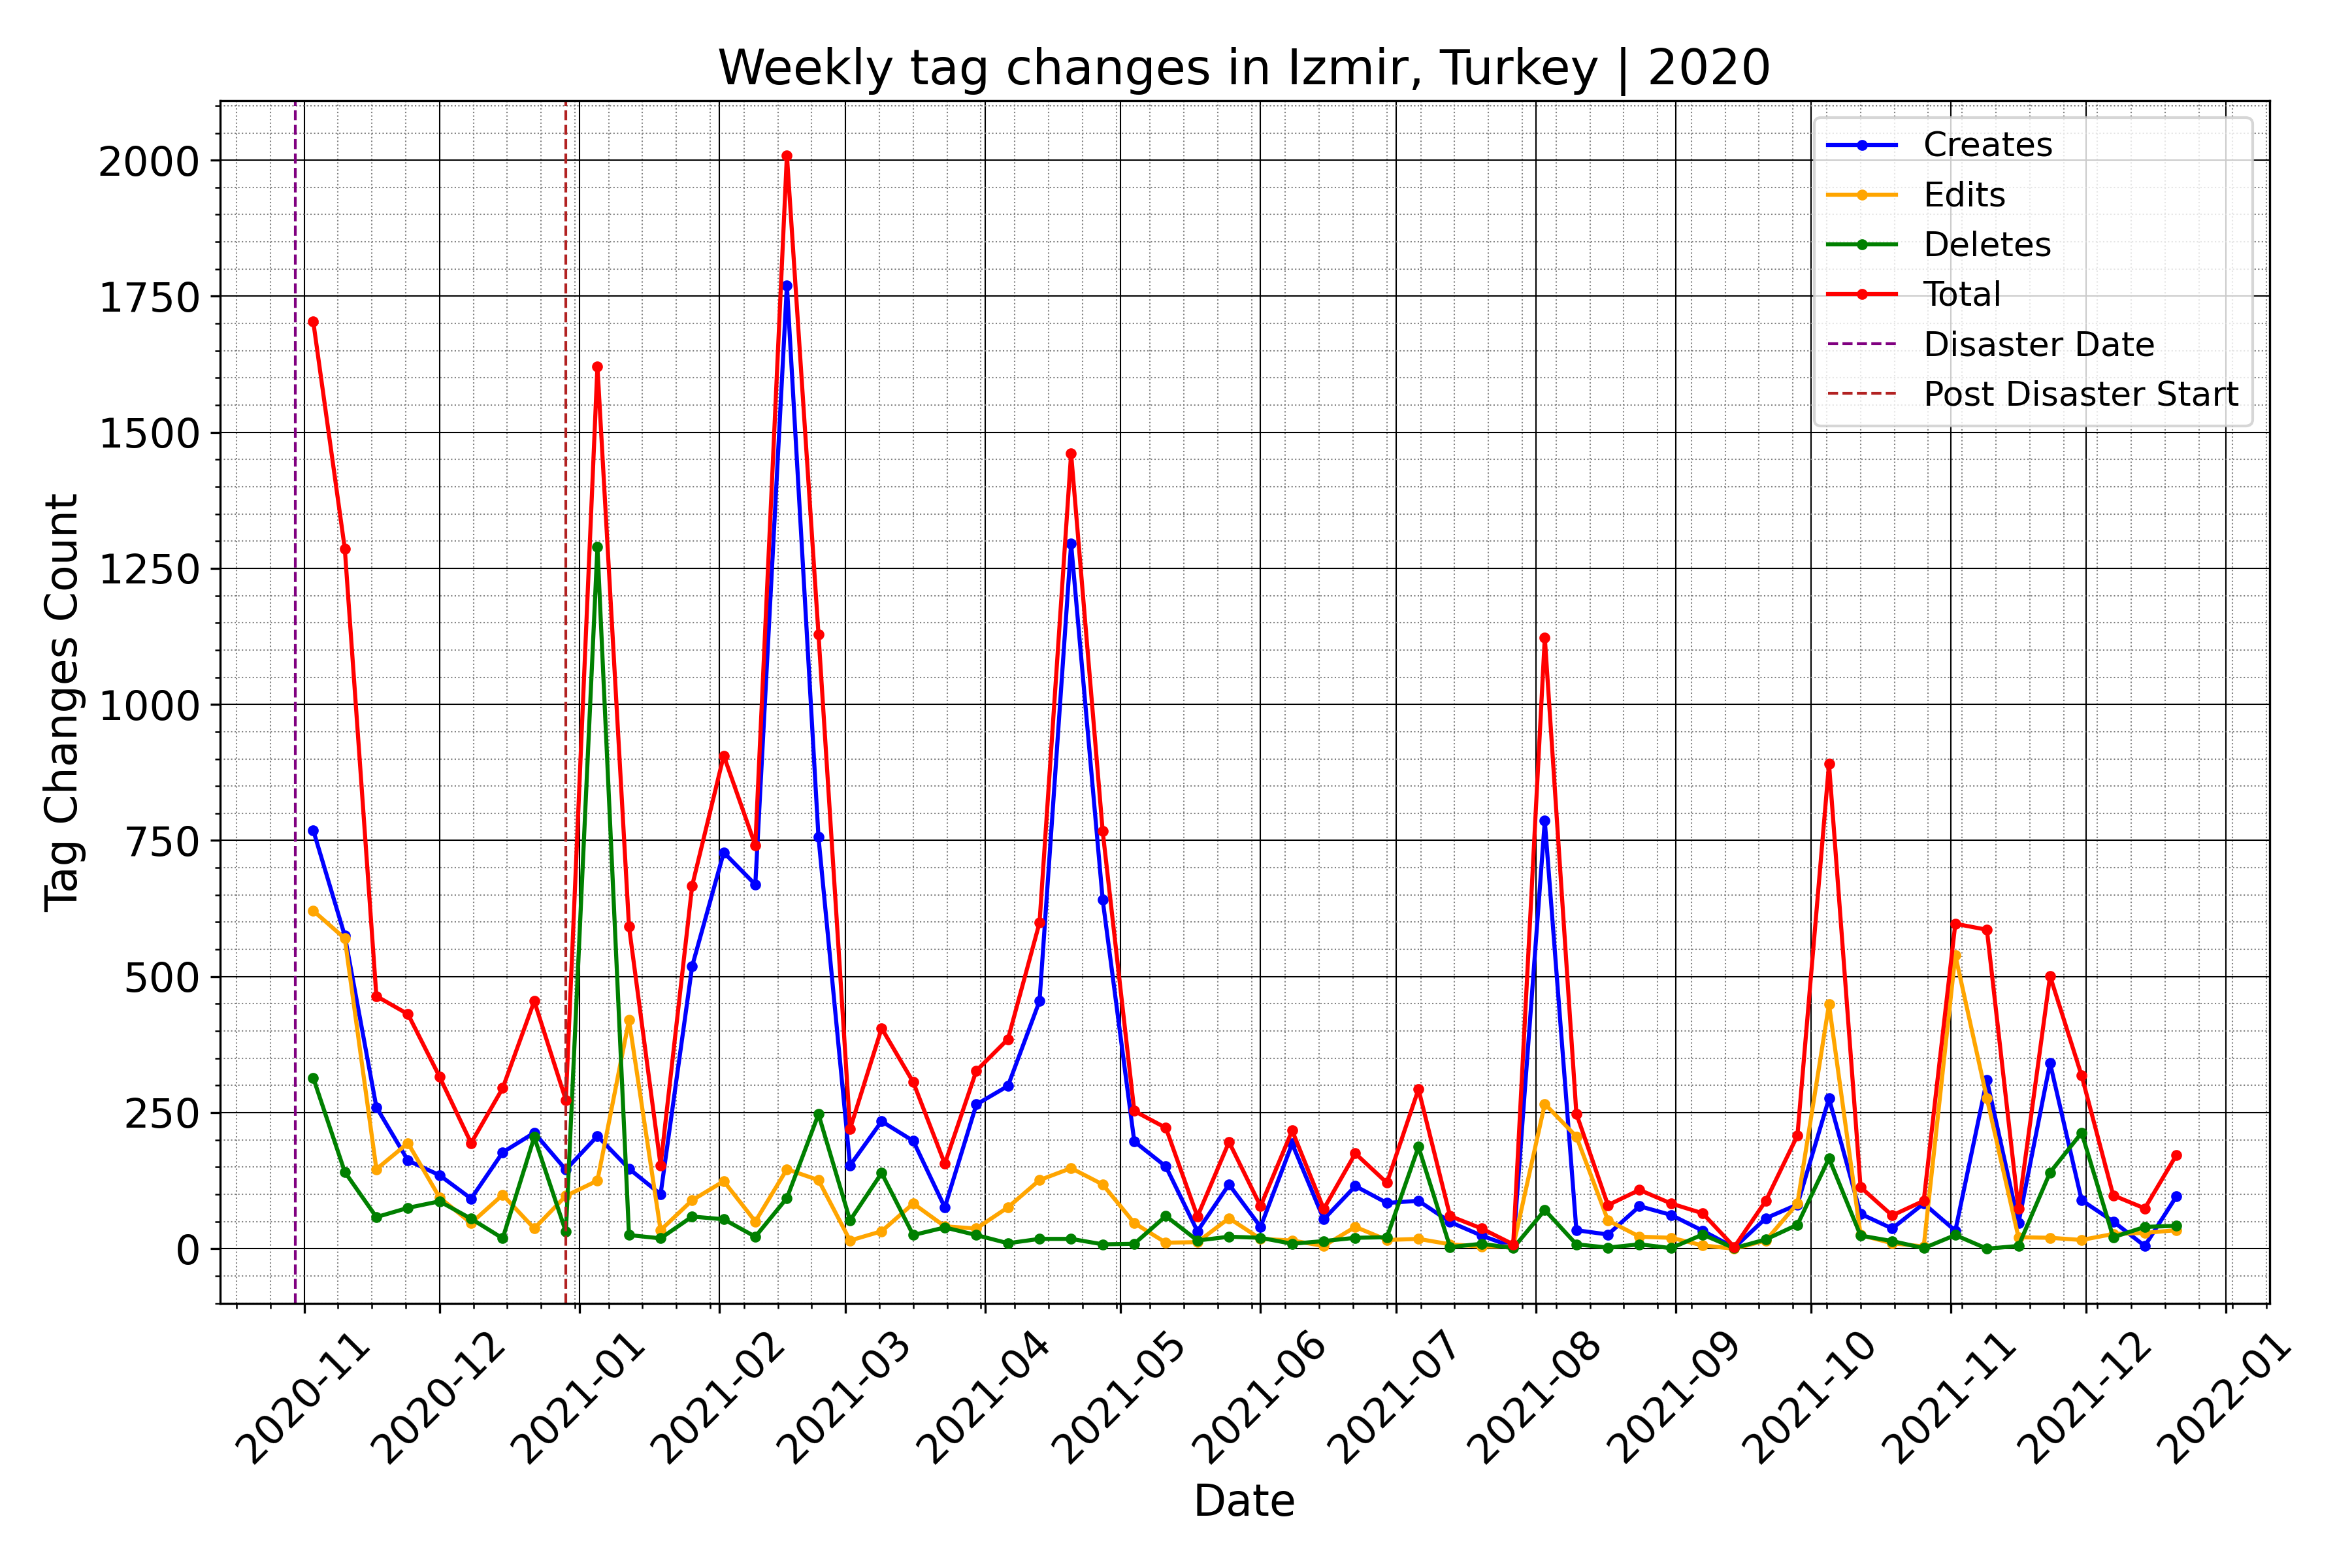 Weekly tag changes in Izmir, Turkey | 2020
2000
1750
1500
1250
1000
750
500
250
0
Tag Changes Count
Creates
Edits
Deletes
Total
Disaster Date
Post Disaster Start
2020-11
2020-12
2021-01
2021-02
2021-03
2021-04
2021-05
2021-06
2021-07
2021-08
2021-09
2021-10
2021-11
2021-12
2022-01
Date